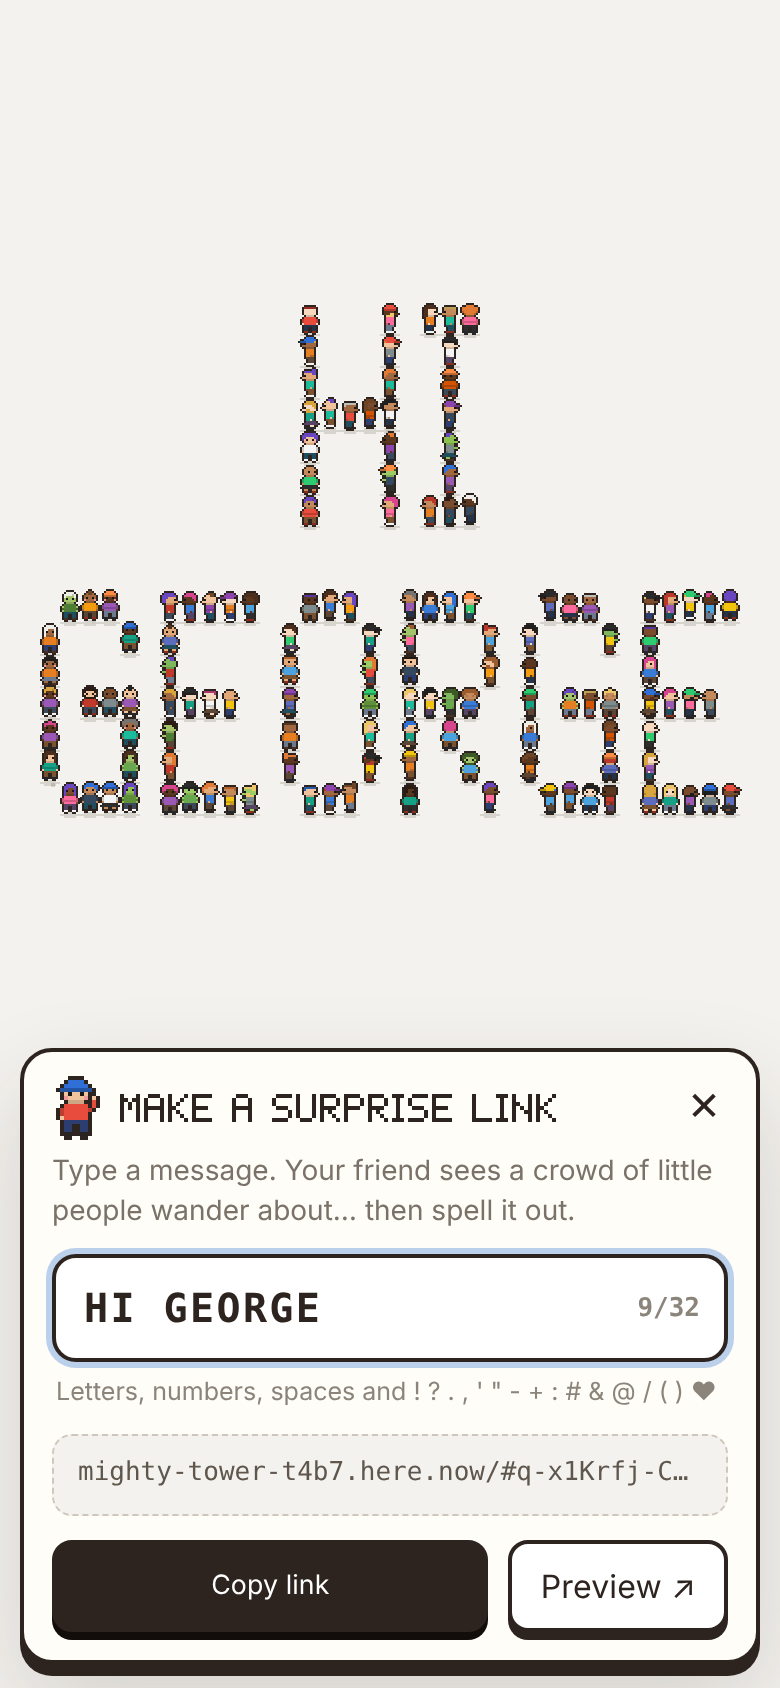 HI
GEORGE
MAKE A SURPRISE LINK
Type a message. Your friend sees a crowd of little
people wander about... then spell it out.
HI GEORGE
9/32
Letters, numbers, spaces and ! ? . , ' " - + : # & @ / ( ) ♥
mighty-tower-t4b7.here.now/#q-x1Krfj-C…
Copy link
Preview ↗